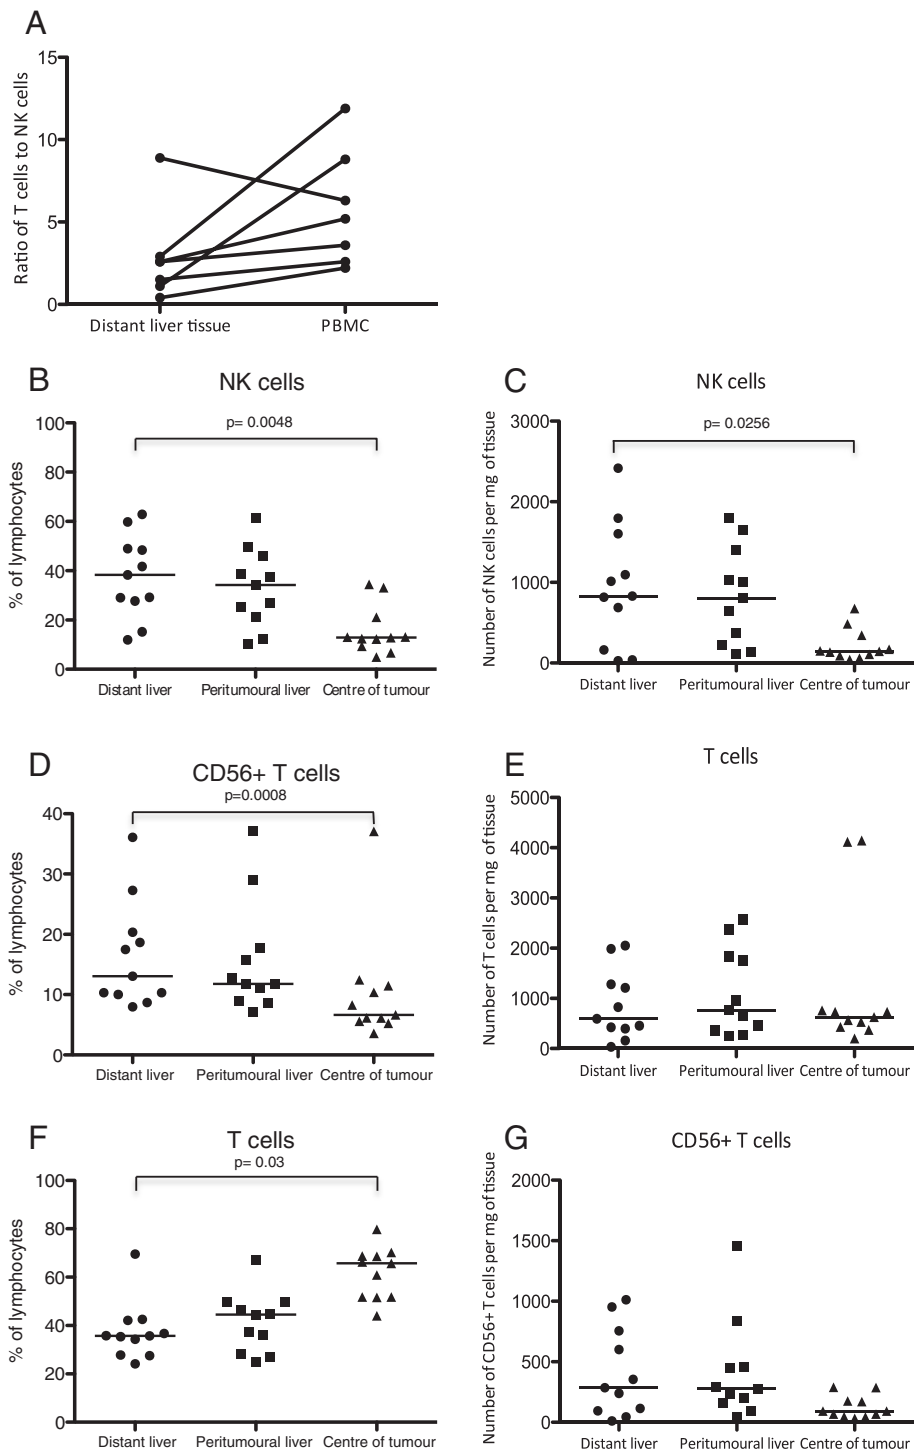 A
Ratio of T cells to NK cells
15
10
5
0
Distant liver tissue
PBMC
B
NK cells
p= 0.0048
% of lymphocytes
100
80
60
40
20
0
Distant liver
Peritumoural liver
Centre of tumour
C
NK cells
p= 0.0256
Number of NK cells per mg of tissue
3000
2000
1000
0
Distant liver
Peritumoural liver
Centre of tumour
D
CD56+ T cells
p=0.0008
% of lymphocytes
40
30
20
10
0
Distant liver
Peritumoural liver
Centre of tumour
E
T cells
Number of T cells per mg of tissue
5000
4000
3000
2000
1000
0
Distant liver
Peritumoural liver
Centre of tumour
F
T cells
p= 0.03
% of lymphocytes
100
80
60
40
20
0
Distant liver
Peritumoural liver
Centre of tumour
G
CD56+ T cells
Number of CD56+ T cells per mg of tissue
2000
1500
1000
500
0
Distant liver
Peritumoural liver
Centre of tumour